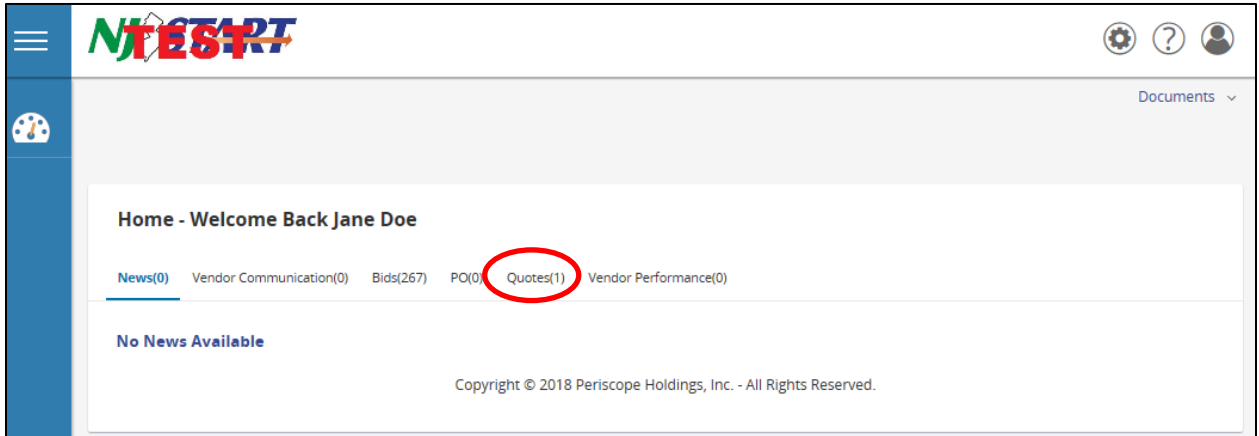 NJSTART
TEST
?
Documents
Home - Welcome Back Jane Doe
News(0) Vendor Communication(0) Bids(267) PO(0) Quotes(1) Vendor Performance(0)
No News Available
Copyright © 2018 Periscope Holdings, Inc. - All Rights Reserved.